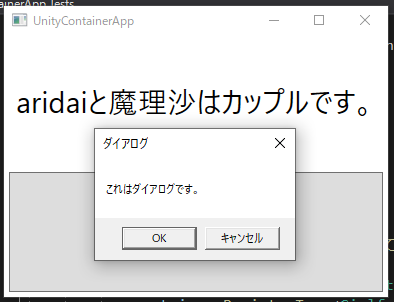 ainerApp.Tests
UnityContainerApp
aridaiと魔理沙はカップルです。
ダイアログ
これはダイアログです。
OK
キャンセル